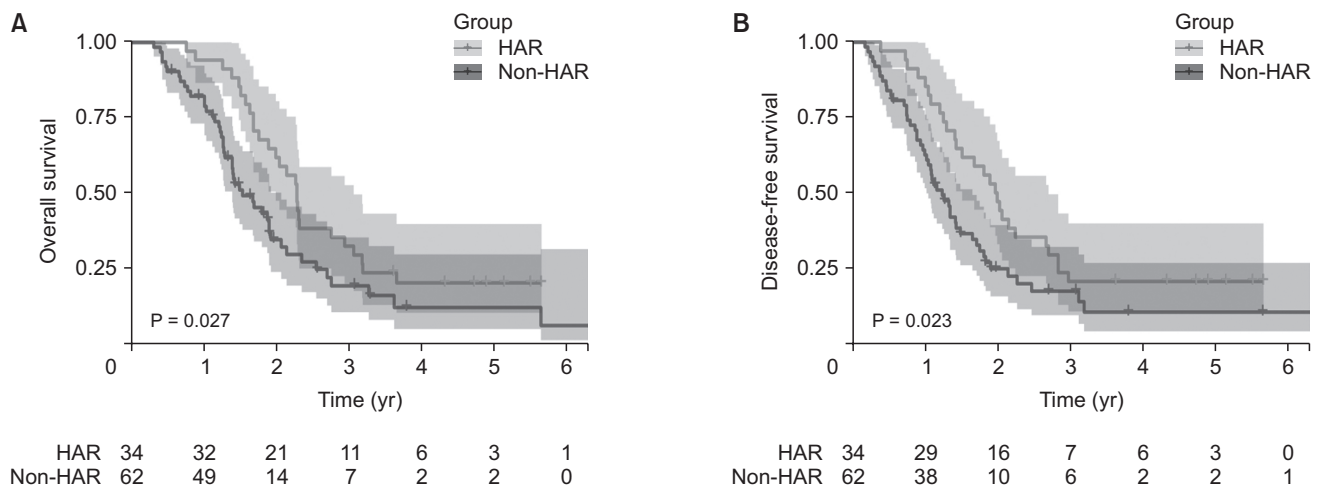 A
Group
HAR
Non-HAR
1.00
0.75
0.50
0.25
0
Overall survival
P = 0.027
1 2 3 4 5 6
Time (yr)
HAR 34 32 21 11 6 3 1
Non-HAR 62 49 14 7 2 2 0
B
Group
HAR
Non-HAR
1.00
0.75
0.50
0.25
0
Disease-free survival
P = 0.023
1 2 3 4 5 6
Time (yr)
HAR 34 29 16 7 6 3 0
Non-HAR 62 38 10 6 2 2 1